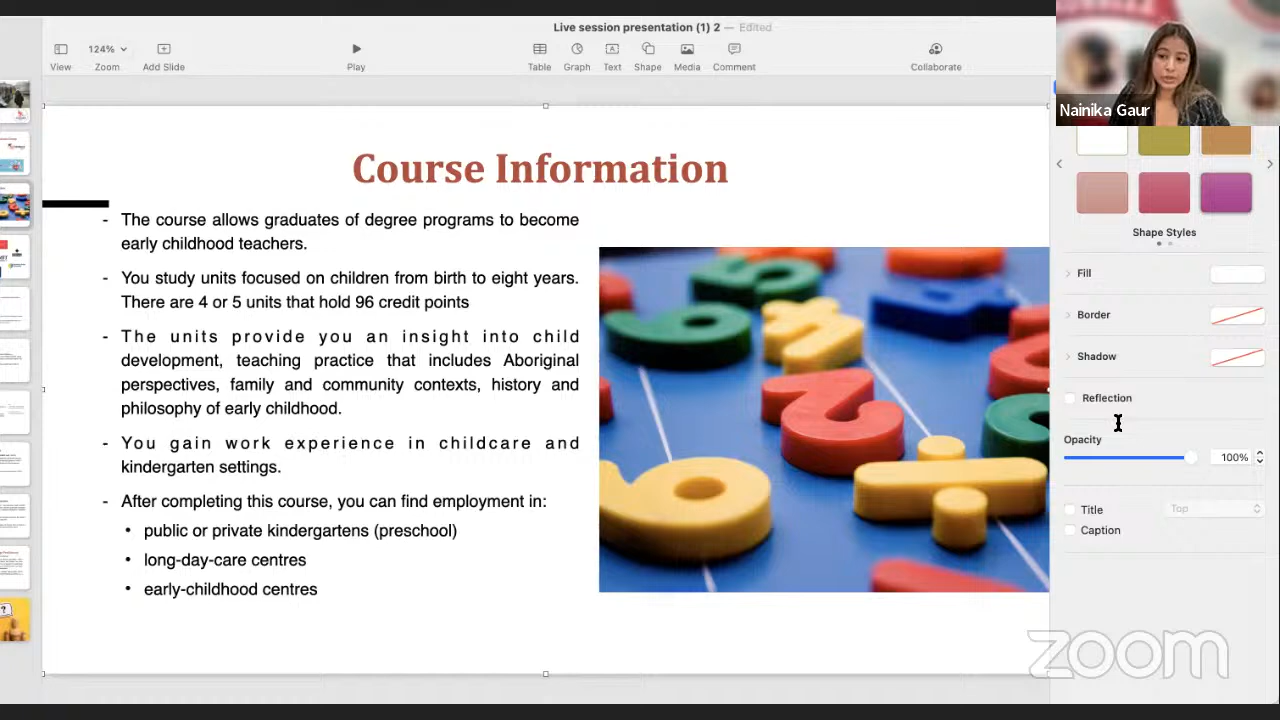 Live session presentation (1) 2 — Edited
124%
View
Zoom
Add Slide
Play
Table
Graph
Text
Shape
Media
Comment
Collaborate
Nainika Gaur
Course Information
- The course allows graduates of degree programs to become
early childhood teachers.
- You study units focused on children from birth to eight years.
There are 4 or 5 units that hold 96 credit points
- The units provide you an insight into child
development, teaching practice that includes Aboriginal
perspectives, family and community contexts, history and
philosophy of early childhood.
- You gain work experience in childcare and
kindergarten settings.
- After completing this course, you can find employment in:
• public or private kindergartens (preschool)
• long-day-care centres
• early-childhood centres
Shape Styles
Fill
Border
Shadow
Reflection
Opacity
100%
Title
Top
Caption
zoom